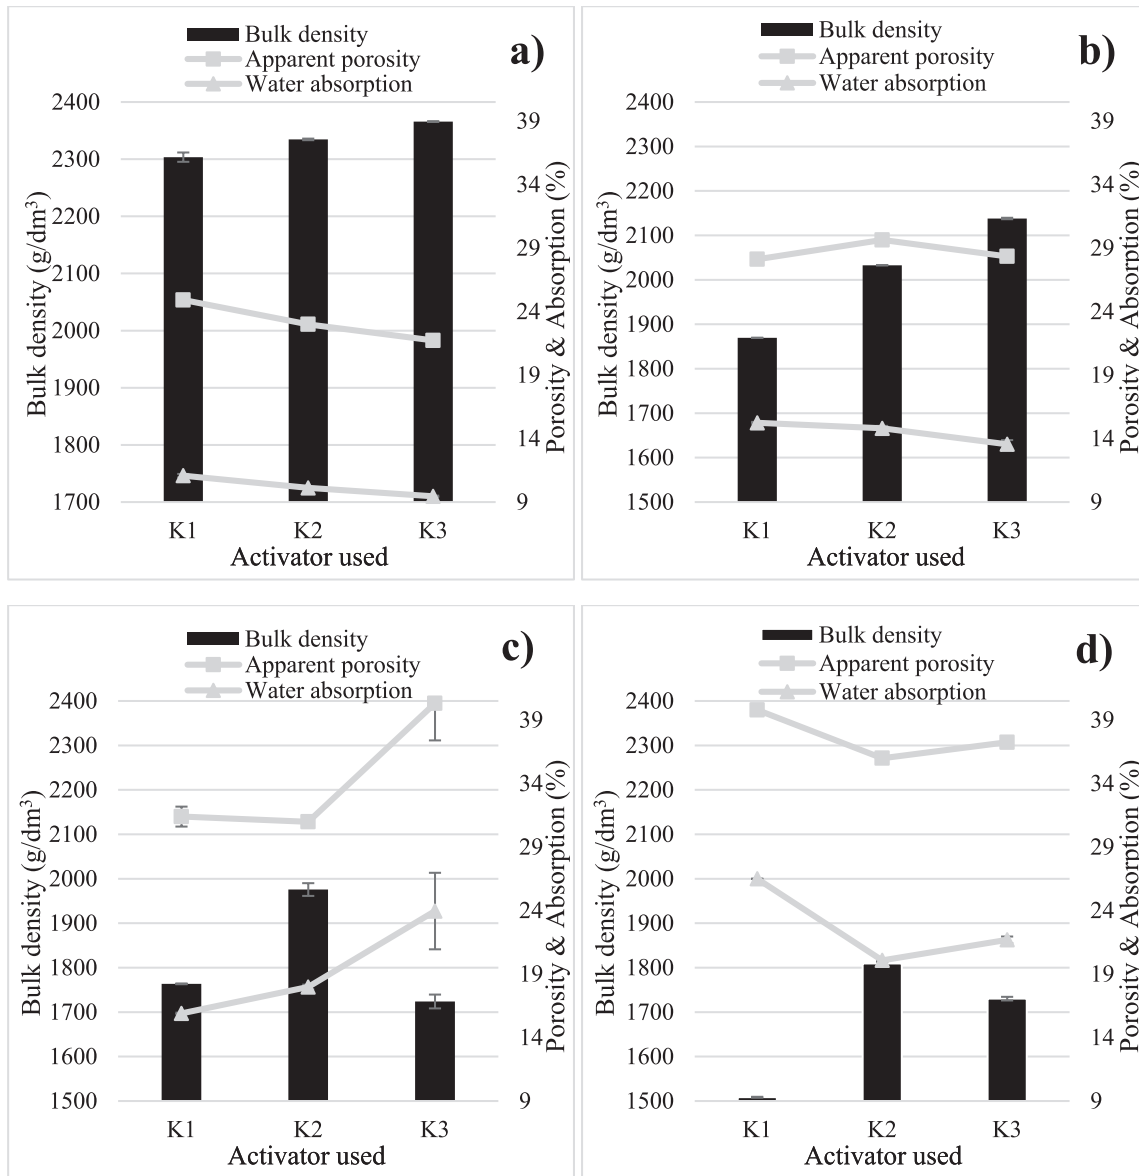 a)
Bulk density
Apparent porosity
Water absorption
Bulk density (g/dm³)
2400
2300
2200
2100
2000
1900
1800
1700
39
34
29
24
19
14
9
Porosity & Absorption (%)
K1 K2 K3
Activator used
b)
Bulk density
Apparent porosity
Water absorption
Bulk density (g/dm³)
2400
2300
2200
2100
2000
1900
1800
1700
1600
1500
39
34
29
24
19
14
9
Porosity & Absorption (%)
K1 K2 K3
Activator used
c)
Bulk density
Apparent porosity
Water absorption
Bulk density (g/dm³)
2400
2300
2200
2100
2000
1900
1800
1700
1600
1500
39
34
29
24
19
14
9
Porosity & Absorption (%)
K1 K2 K3
Activator used
d)
Bulk density
Apparent porosity
Water absorption
Bulk density (g/dm³)
2400
2300
2200
2100
2000
1900
1800
1700
1600
1500
39
34
29
24
19
14
9
Porosity & Absorption (%)
K1 K2 K3
Activator used